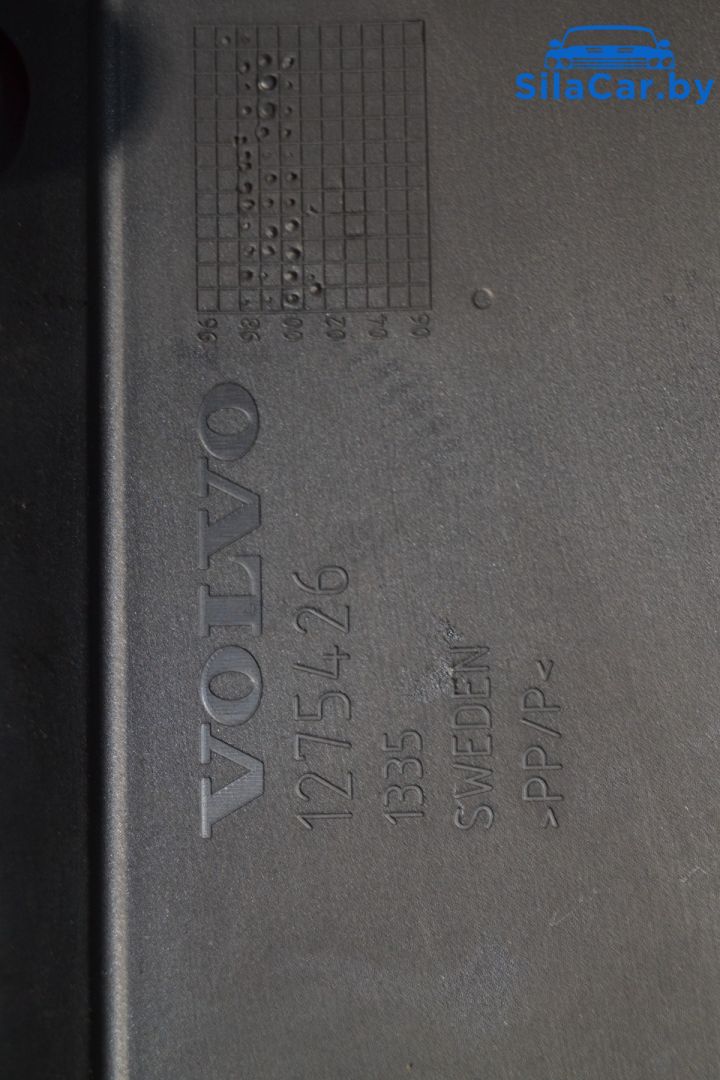 SilaCar.by
96 98 00 02 04 06
VOLVO
1275426
1335
SWEDEN
>PP/P<